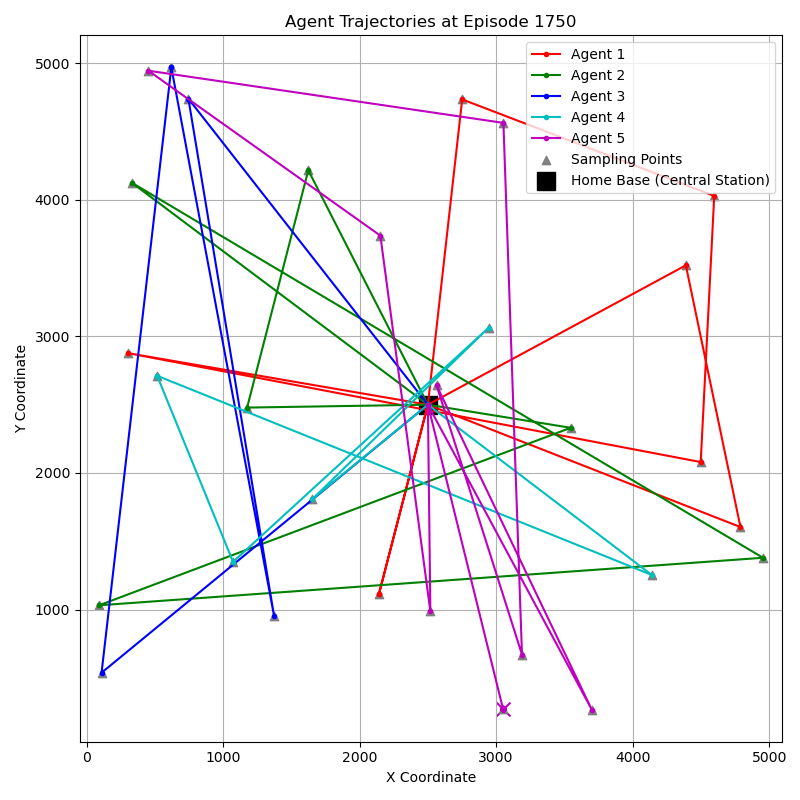 Agent Trajectories at Episode 1750
Agent 1
Agent 2
Agent 3
Agent 4
Agent 5
Sampling Points
Home Base (Central Station)
Y Coordinate
5000
4000
3000
2000
1000
0 1000 2000 3000 4000 5000
X Coordinate